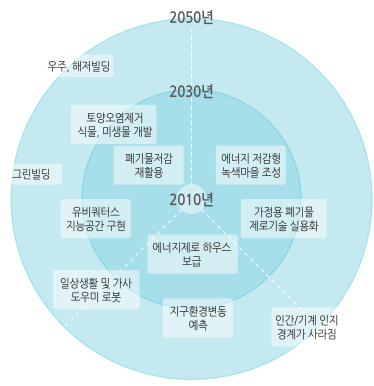 2050년
우주, 해저빌딩
2030년
토양오염제거
식물, 미생물 개발
폐기물저감
재활용
에너지 저감형
녹색마을 조성
그린빌딩
2010년
유비쿼터스
지능공간 구현
가정용 폐기물
제로기술 실용화
에너지제로 하우스
보급
일상생활 및 가사
도우미 로봇
지구환경변동
예측
인간/기계 인지
경계가 사라짐